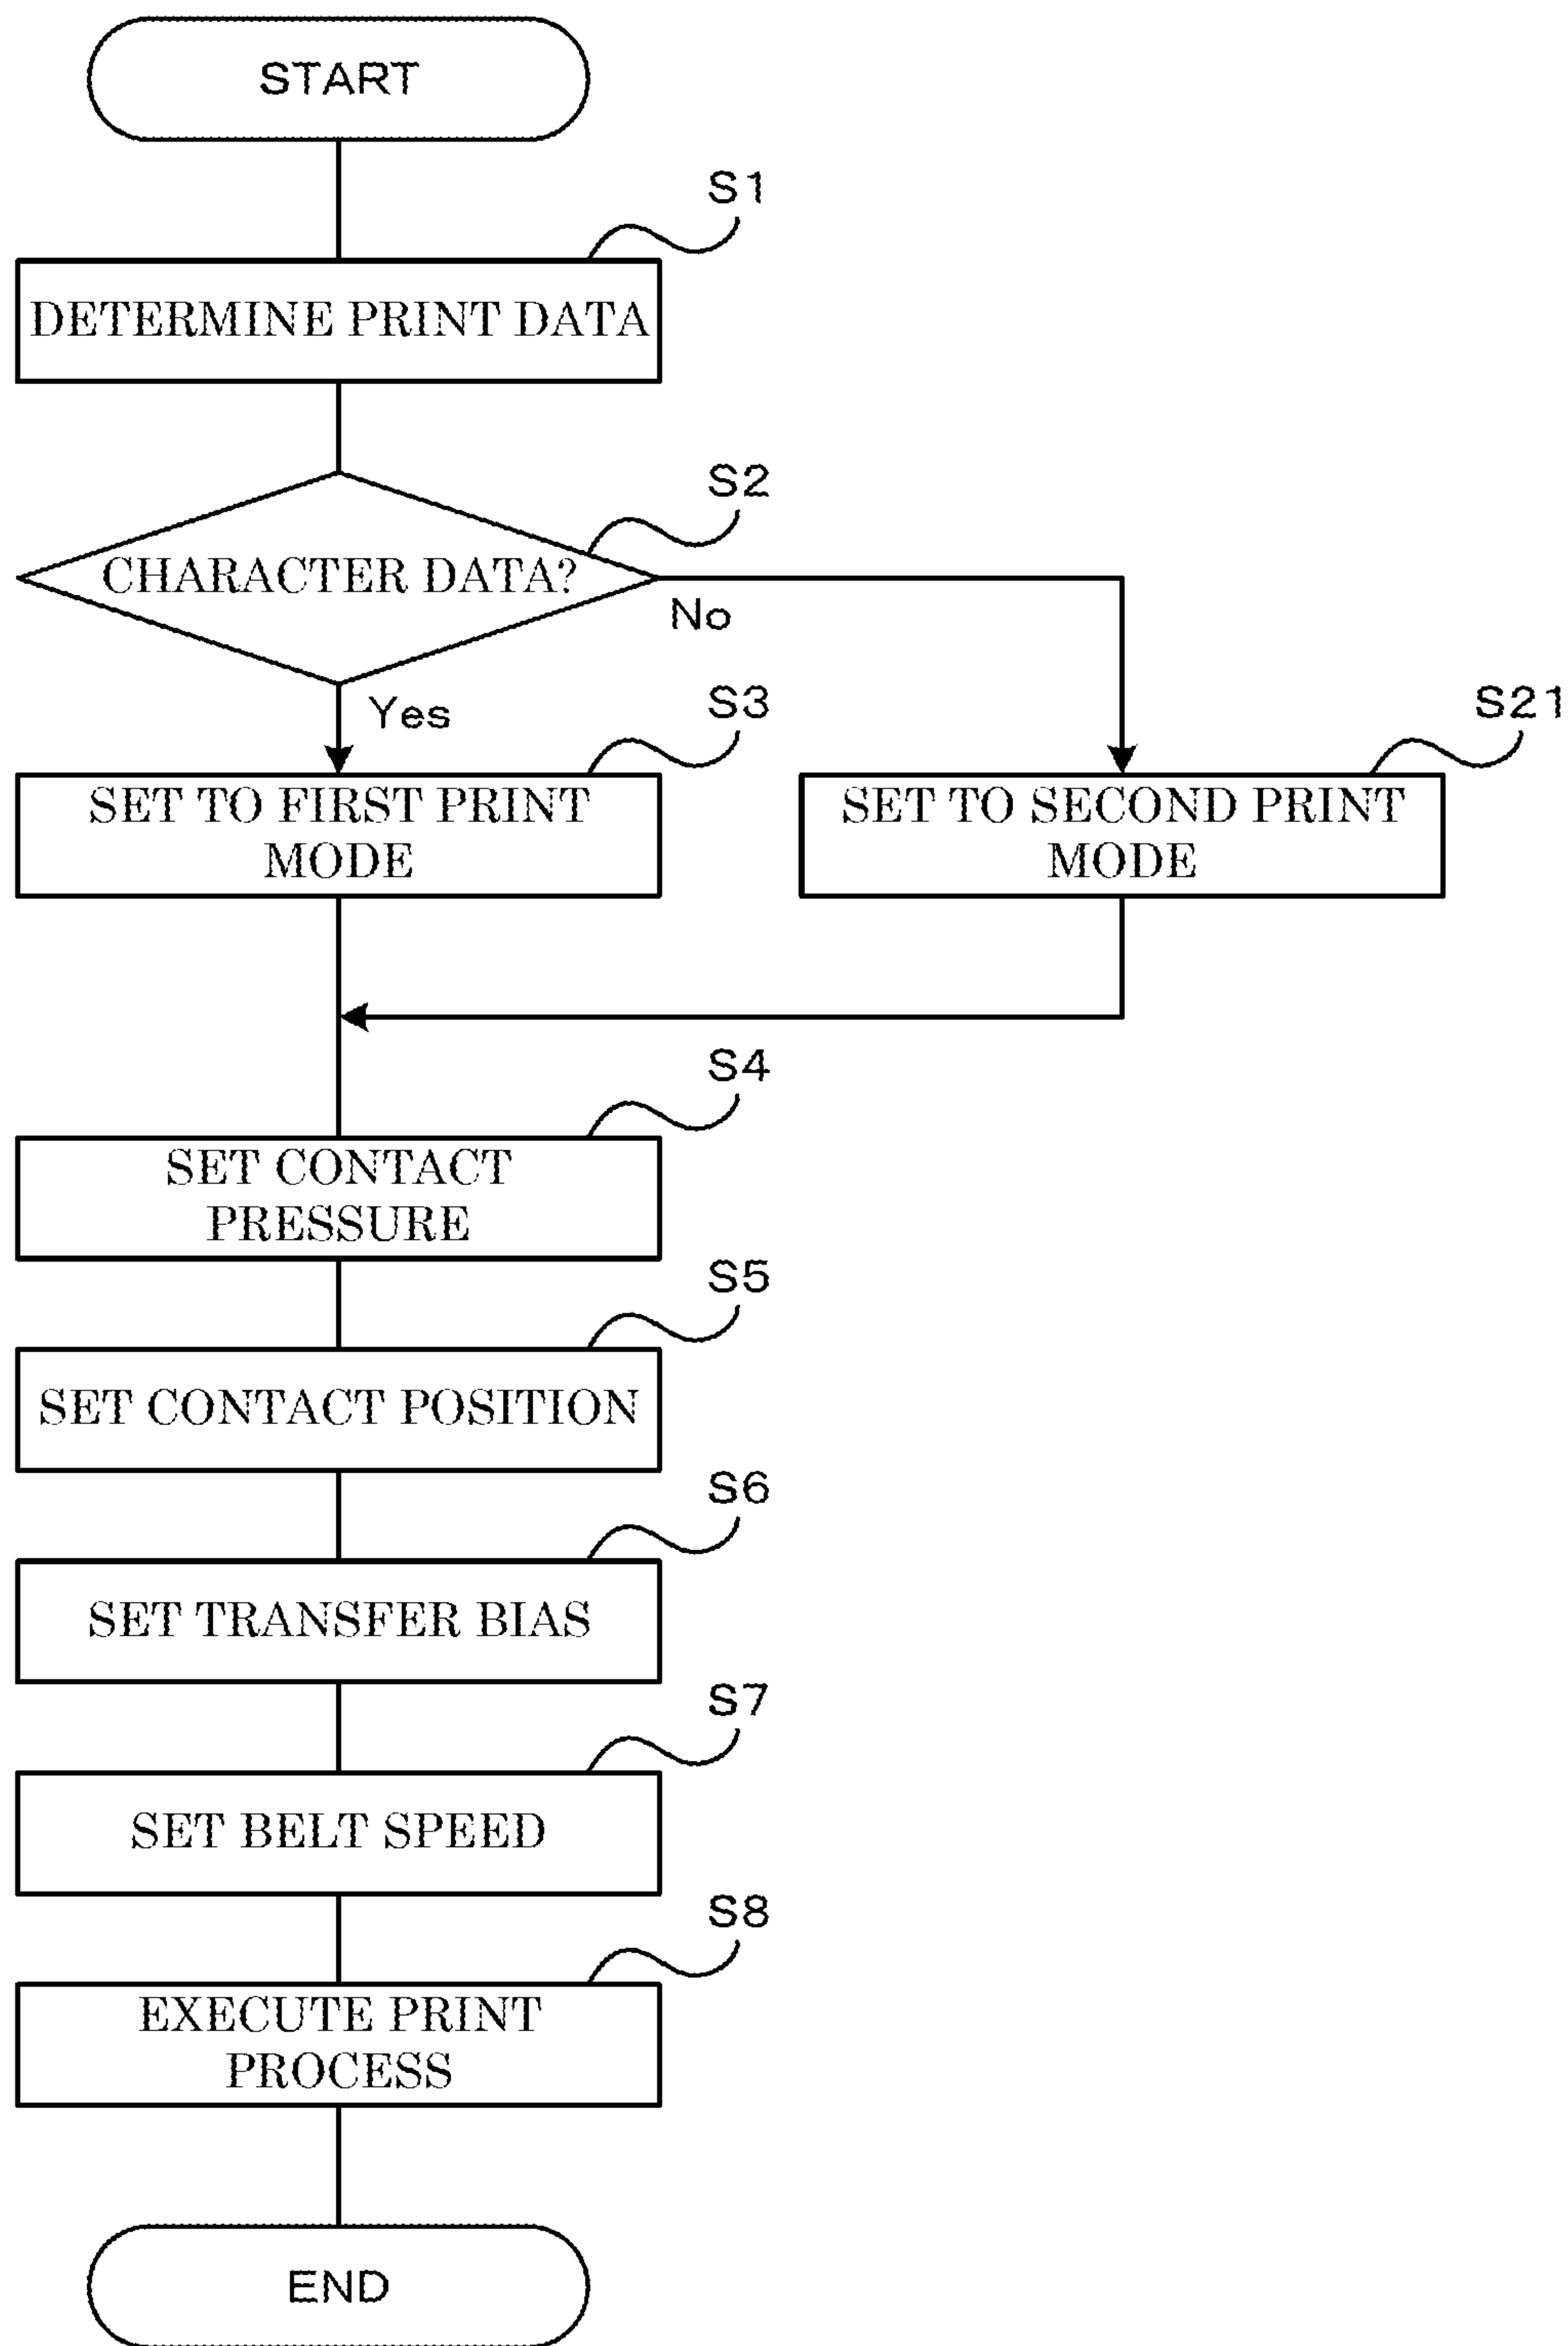 START
S1
DETERMINE PRINT DATA
S2
CHARACTER DATA?
No
Yes
S3
S21
SET TO FIRST PRINT
MODE
SET TO SECOND PRINT
MODE
S4
SET CONTACT
PRESSURE
S5
SET CONTACT POSITION
S6
SET TRANSFER BIAS
S7
SET BELT SPEED
S8
EXECUTE PRINT
PROCESS
END